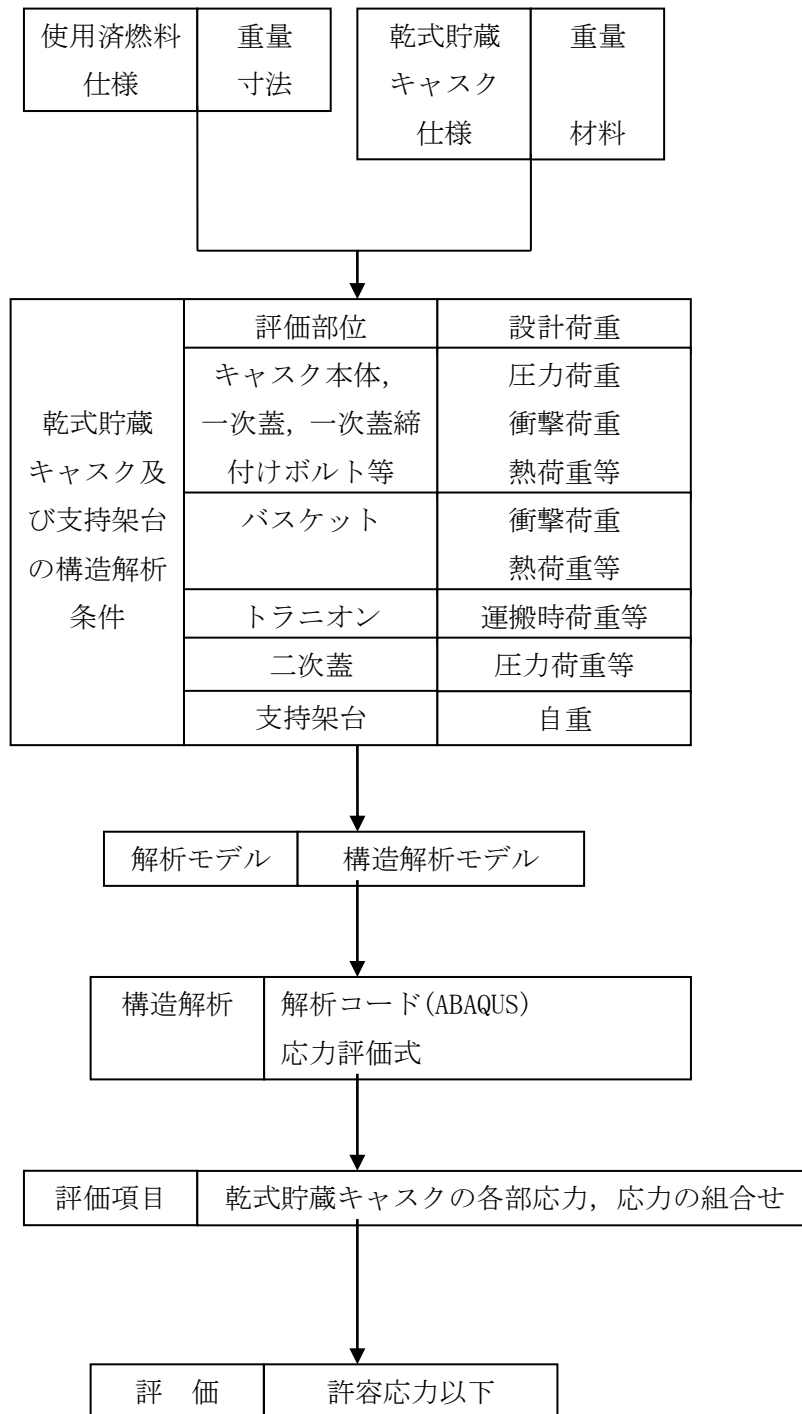 使用済燃料 重量
仕様 寸法
乾式貯蔵 重量
キャスク
仕様 材料
評価部位 設計荷重
キャスク本体, 圧力荷重
一次蓋, 一次蓋締 衝撃荷重
付けボルト等 熱荷重等
乾式貯蔵
キャスク及
び支持架台
の構造解析
条件
バスケット 衝撃荷重
熱荷重等
トラニオン 運搬時荷重等
二次蓋 圧力荷重等
支持架台 自重
解析モデル 構造解析モデル
構造解析 解析コード(ABAQUS)
応力評価式
評価項目 乾式貯蔵キャスクの各部応力, 応力の組合せ
評 価 許容応力以下